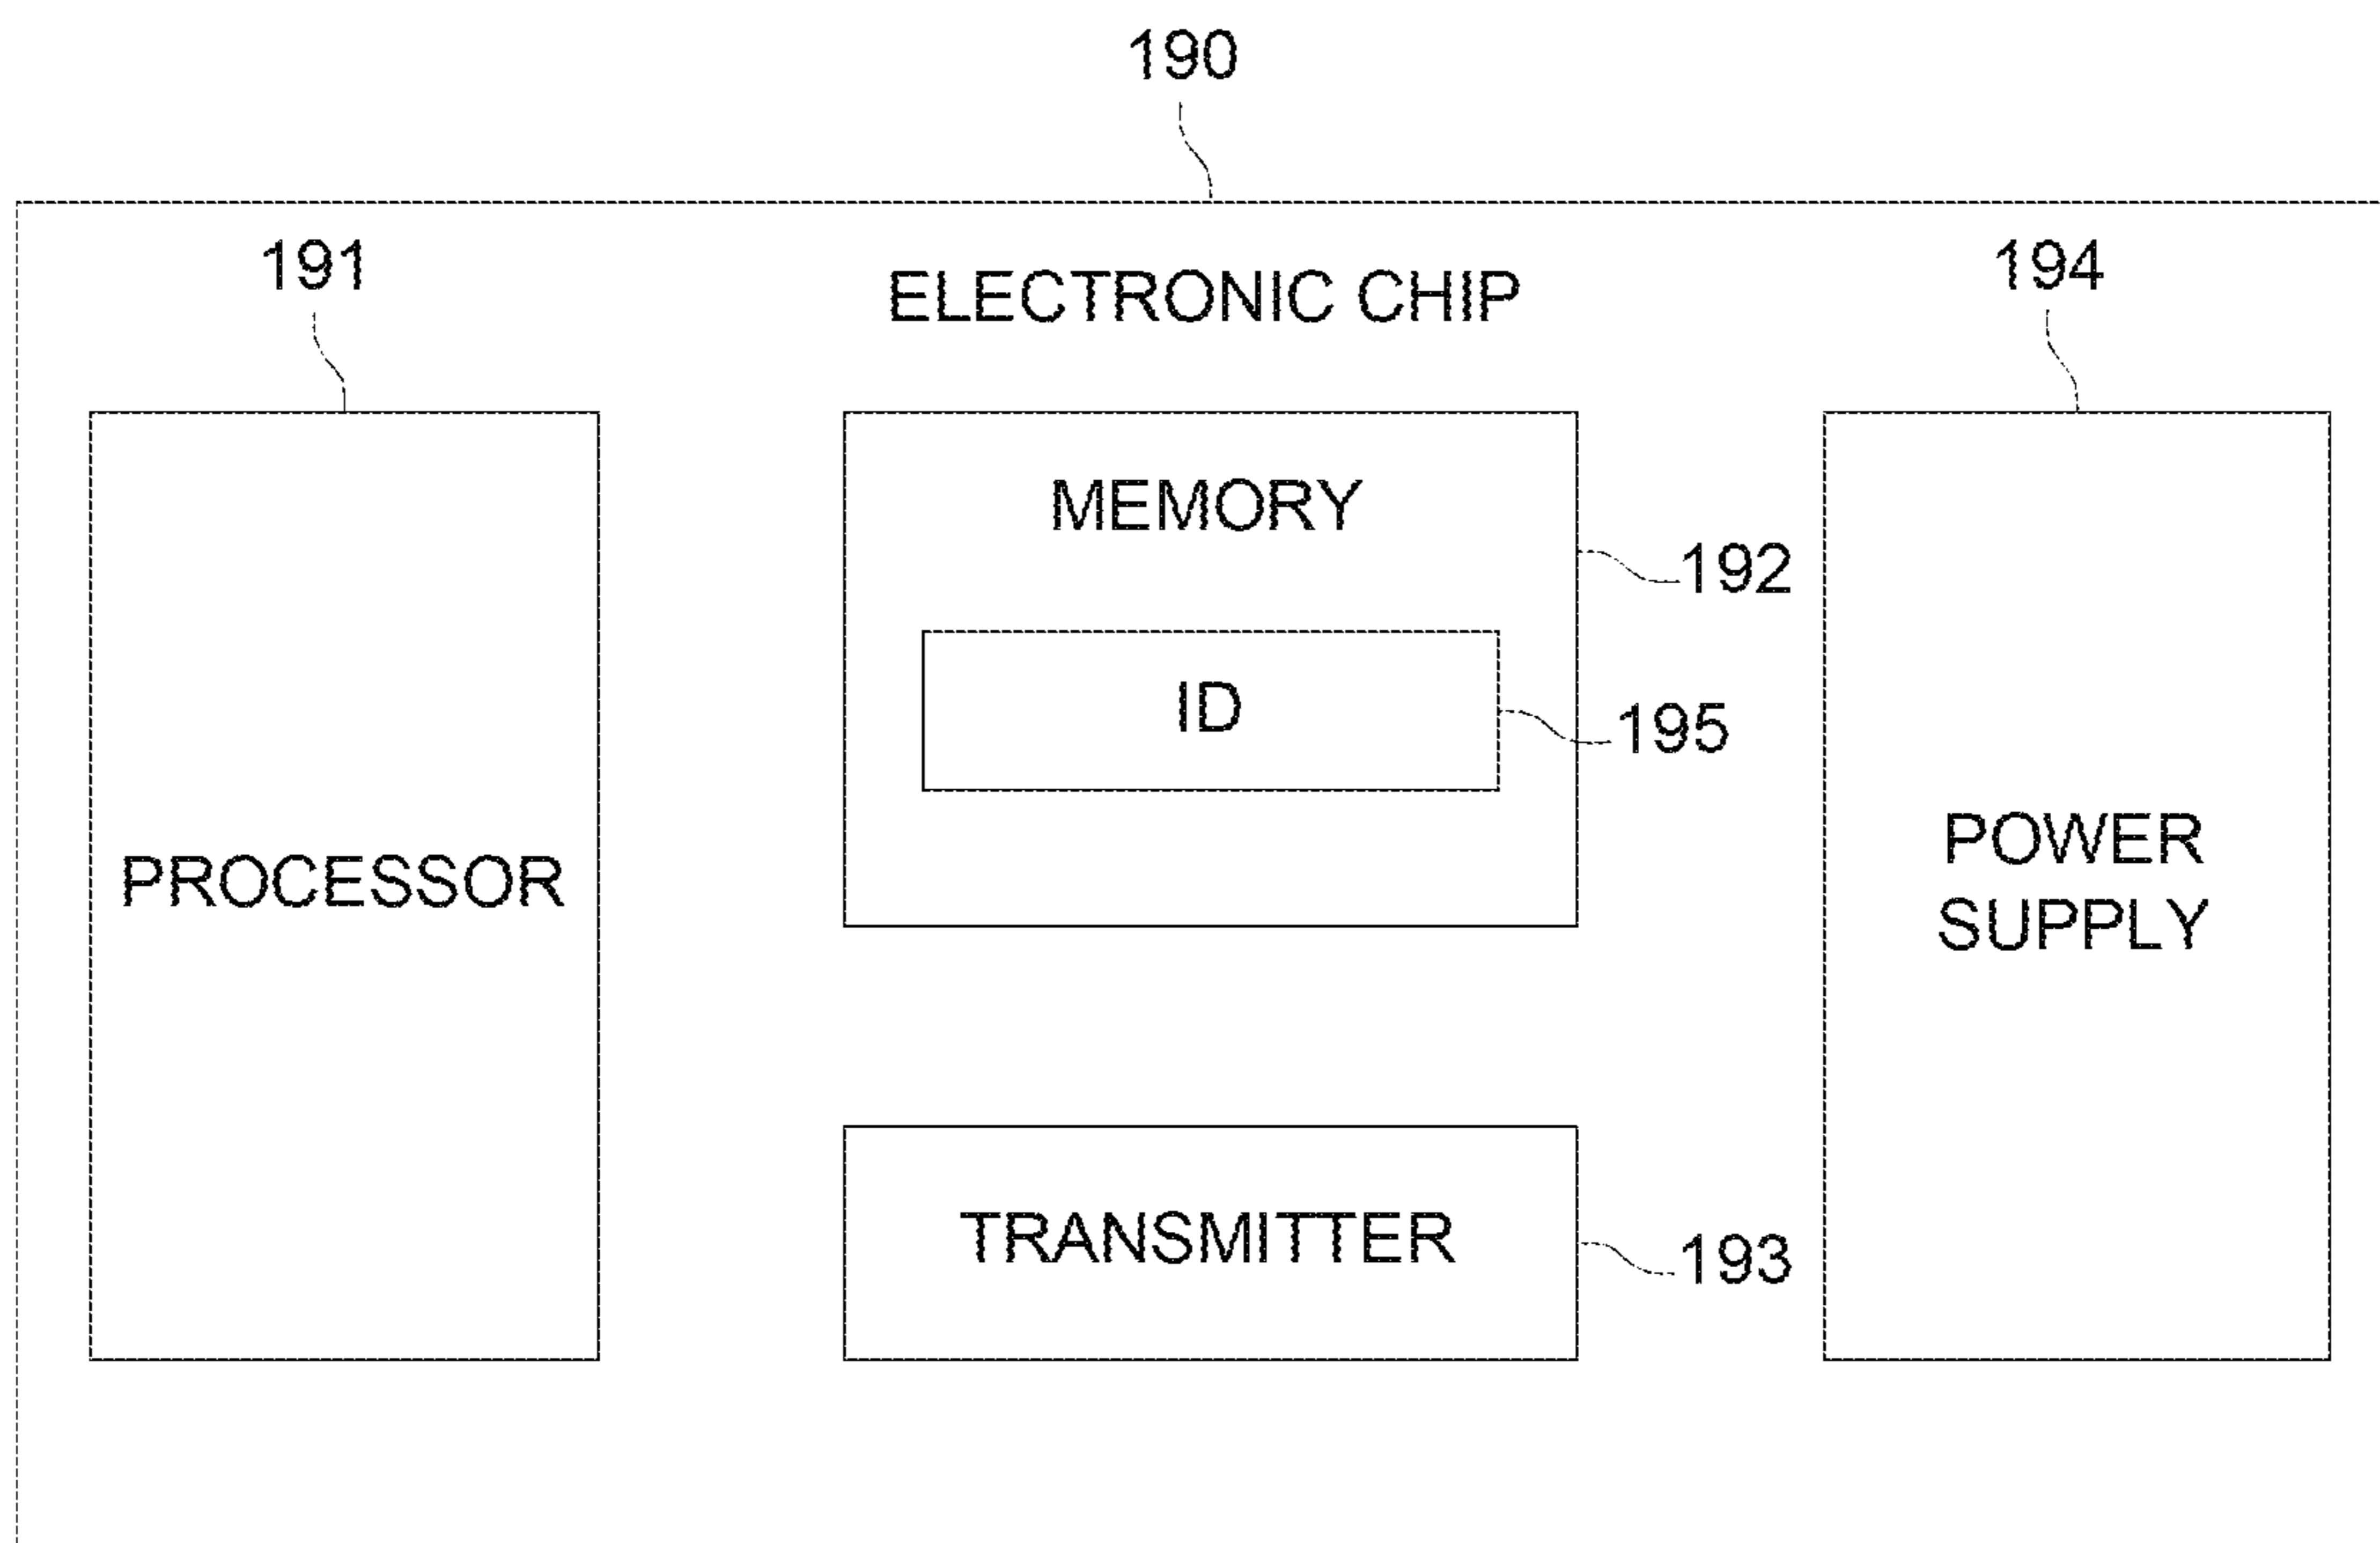 190
191
ELECTRONIC CHIP
194
MEMORY
192
ID
195
PROCESSOR
POWER
SUPPLY
TRANSMITTER
193